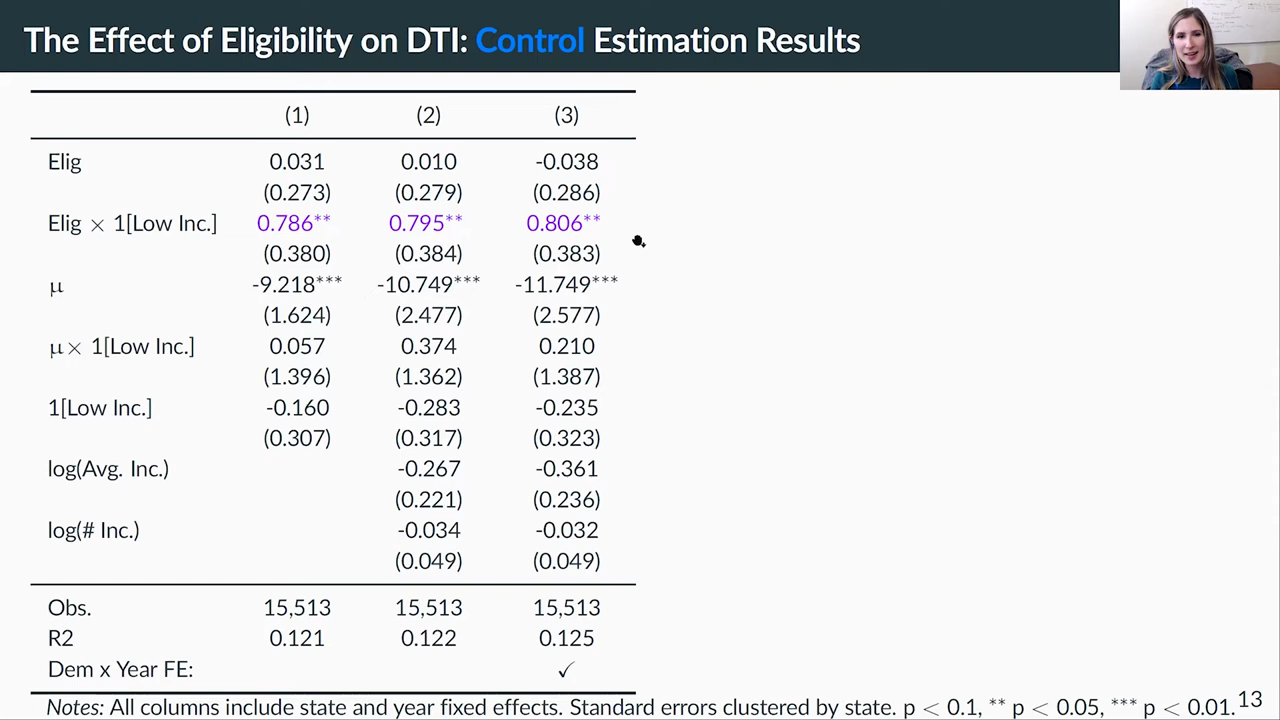 The Effect of Eligibility on DTI: Control Estimation Results
(1) (2) (3)
Elig 0.031 0.010 -0.038
(0.273) (0.279) (0.286)
Elig × 1[Low Inc.] 0.786** 0.795** 0.806**
(0.380) (0.384) (0.383)
μ -9.218*** -10.749*** -11.749***
(1.624) (2.477) (2.577)
μ× 1[Low Inc.] 0.057 0.374 0.210
(1.396) (1.362) (1.387)
1[Low Inc.] -0.160 -0.283 -0.235
(0.307) (0.317) (0.323)
log(Avg. Inc.) -0.267 -0.361
(0.221) (0.236)
log(# Inc.) -0.034 -0.032
(0.049) (0.049)
Obs. 15,513 15,513 15,513
R2 0.121 0.122 0.125
Dem x Year FE: ✓
Notes: All columns include state and year fixed effects. Standard errors clustered by state. p < 0.1, ** p < 0.05, *** p < 0.01.
13